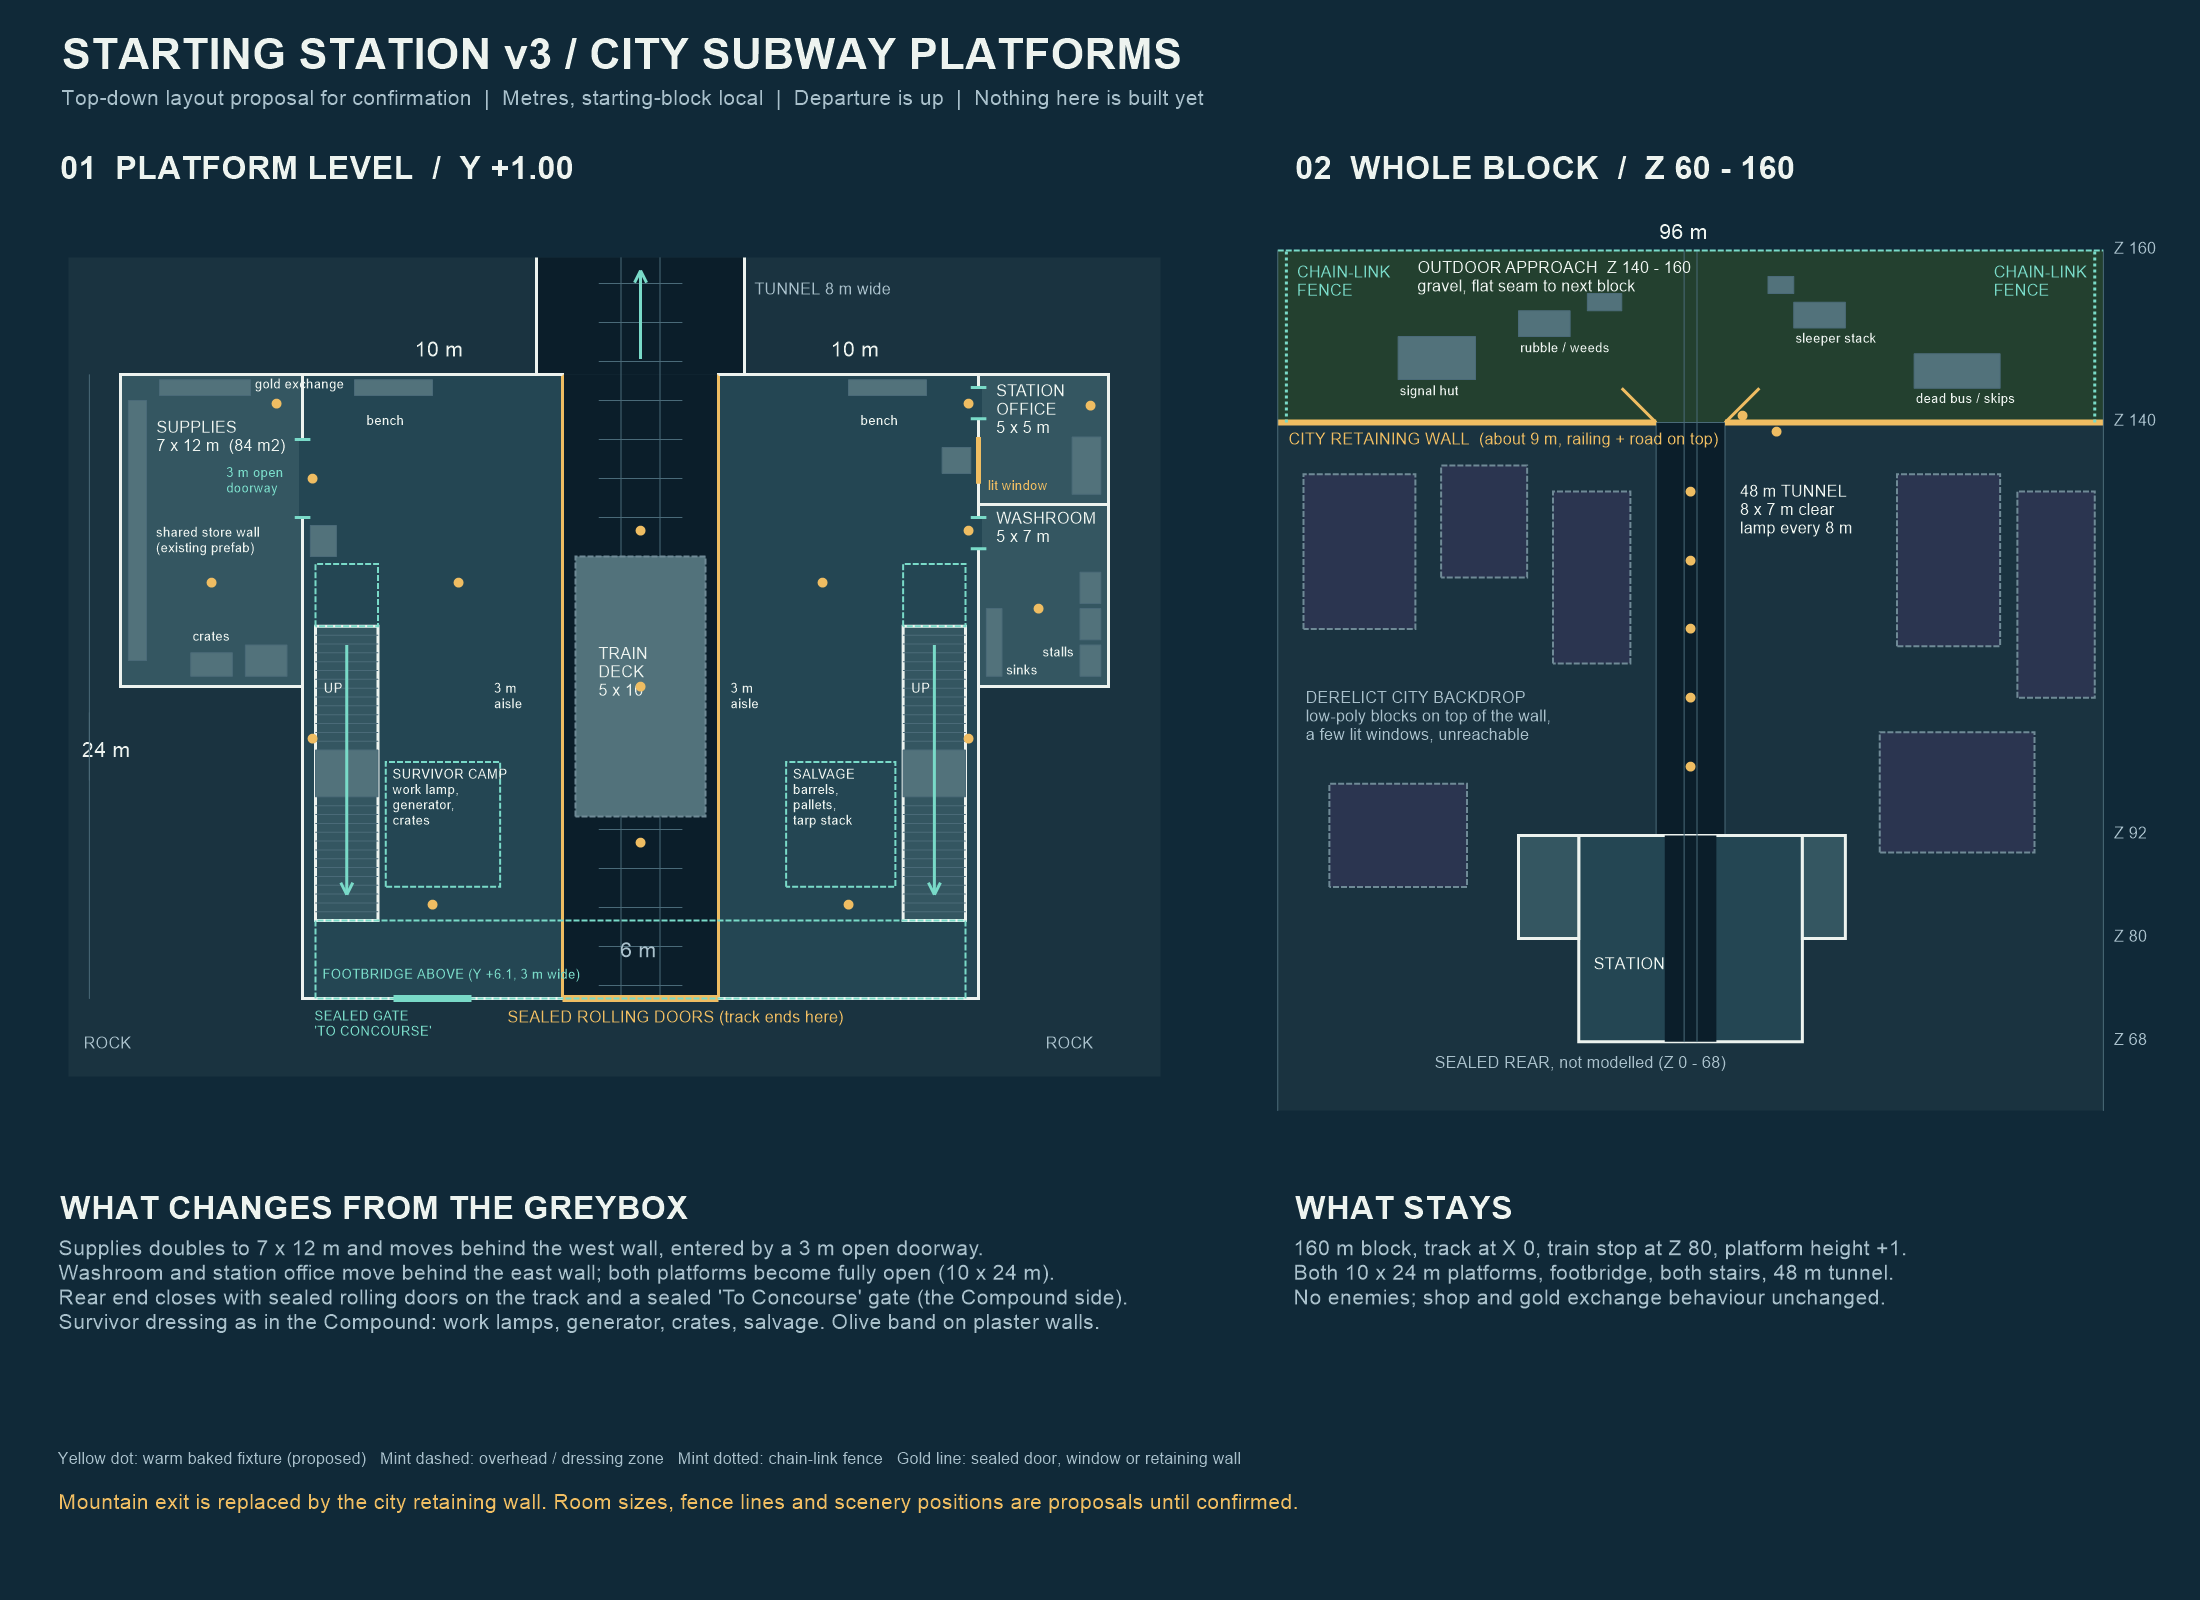 STARTING STATION v3 / CITY SUBWAY PLATFORMS
Top-down layout proposal for confirmation | Metres, starting-block local | Departure is up | Nothing here is built yet
01 PLATFORM LEVEL / Y +1.00
TUNNEL 8 m wide
10 m
10 m
gold exchange
bench
bench
SUPPLIES
7 x 12 m (84 m2)
3 m open
doorway
shared store wall
(existing prefab)
crates
STATION
OFFICE
5 x 5 m
lit window
WASHROOM
5 x 7 m
stalls
sinks
UP
3 m
aisle
TRAIN
DECK
5 x 10
3 m
aisle
UP
24 m
SURVIVOR CAMP
work lamp,
generator,
crates
SALVAGE
barrels,
pallets,
tarp stack
6 m
FOOTBRIDGE ABOVE (Y +6.1, 3 m wide)
SEALED GATE
'TO CONCOURSE'
SEALED ROLLING DOORS (track ends here)
ROCK
ROCK
02 WHOLE BLOCK / Z 60 - 160
96 m
Z 160
CHAIN-LINK
FENCE
OUTDOOR APPROACH Z 140 - 160
gravel, flat seam to next block
CHAIN-LINK
FENCE
rubble / weeds
sleeper stack
signal hut
dead bus / skips
Z 140
CITY RETAINING WALL (about 9 m, railing + road on top)
48 m TUNNEL
8 x 7 m clear
lamp every 8 m
DERELICT CITY BACKDROP
low-poly blocks on top of the wall,
a few lit windows, unreachable
Z 92
Z 80
STATION
Z 68
SEALED REAR, not modelled (Z 0 - 68)
WHAT CHANGES FROM THE GREYBOX
Supplies doubles to 7 x 12 m and moves behind the west wall, entered by a 3 m open doorway.
Washroom and station office move behind the east wall; both platforms become fully open (10 x 24 m).
Rear end closes with sealed rolling doors on the track and a sealed 'To Concourse' gate (the Compound side).
Survivor dressing as in the Compound: work lamps, generator, crates, salvage. Olive band on plaster walls.
WHAT STAYS
160 m block, track at X 0, train stop at Z 80, platform height +1.
Both 10 x 24 m platforms, footbridge, both stairs, 48 m tunnel.
No enemies; shop and gold exchange behaviour unchanged.
Yellow dot: warm baked fixture (proposed) Mint dashed: overhead / dressing zone Mint dotted: chain-link fence Gold line: sealed door, window or retaining wall
Mountain exit is replaced by the city retaining wall. Room sizes, fence lines and scenery positions are proposals until confirmed.